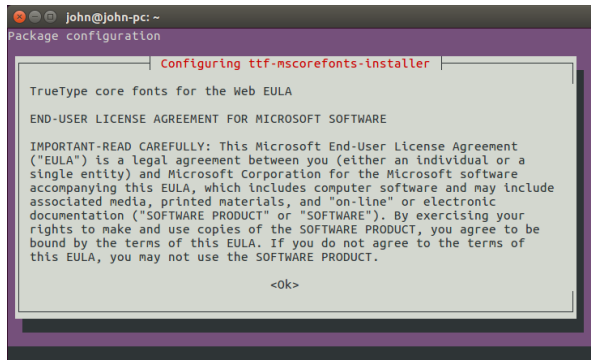 john@john-pc: ~
Package configuration
Configuring ttf-mscorefonts-installer
TrueType core fonts for the Web EULA
END-USER LICENSE AGREEMENT FOR MICROSOFT SOFTWARE
IMPORTANT-READ CAREFULLY: This Microsoft End-User License Agreement
("EULA") is a legal agreement between you (either an individual or a
single entity) and Microsoft Corporation for the Microsoft software
accompanying this EULA, which includes computer software and may include
associated media, printed materials, and "on-line" or electronic
documentation ("SOFTWARE PRODUCT" or "SOFTWARE"). By exercising your
rights to make and use copies of the SOFTWARE PRODUCT, you agree to be
bound by the terms of this EULA. If you do not agree to the terms of
this EULA, you may not use the SOFTWARE PRODUCT.
<Ok>